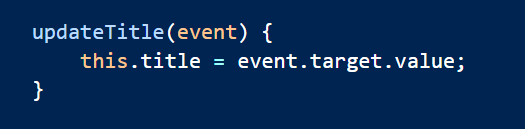 updateTitle(event) {
    this.title = event.target.value;
}